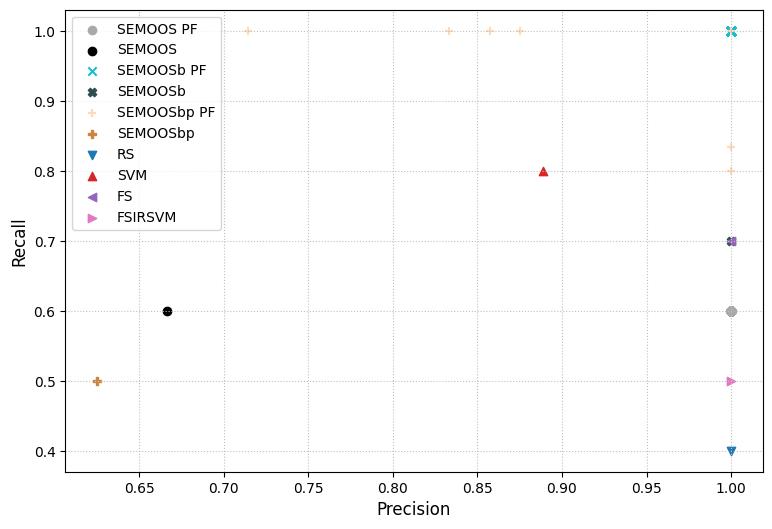 1.0
0.9
0.8
0.7
0.6
0.5
0.4
Recall
SEMOOS PF
SEMOOS
SEMOOSb PF
SEMOOSb
SEMOOSbp PF
SEMOOSbp
RS
SVM
FS
FSIRSVM
0.65 0.70 0.75 0.80 0.85 0.90 0.95 1.00
Precision